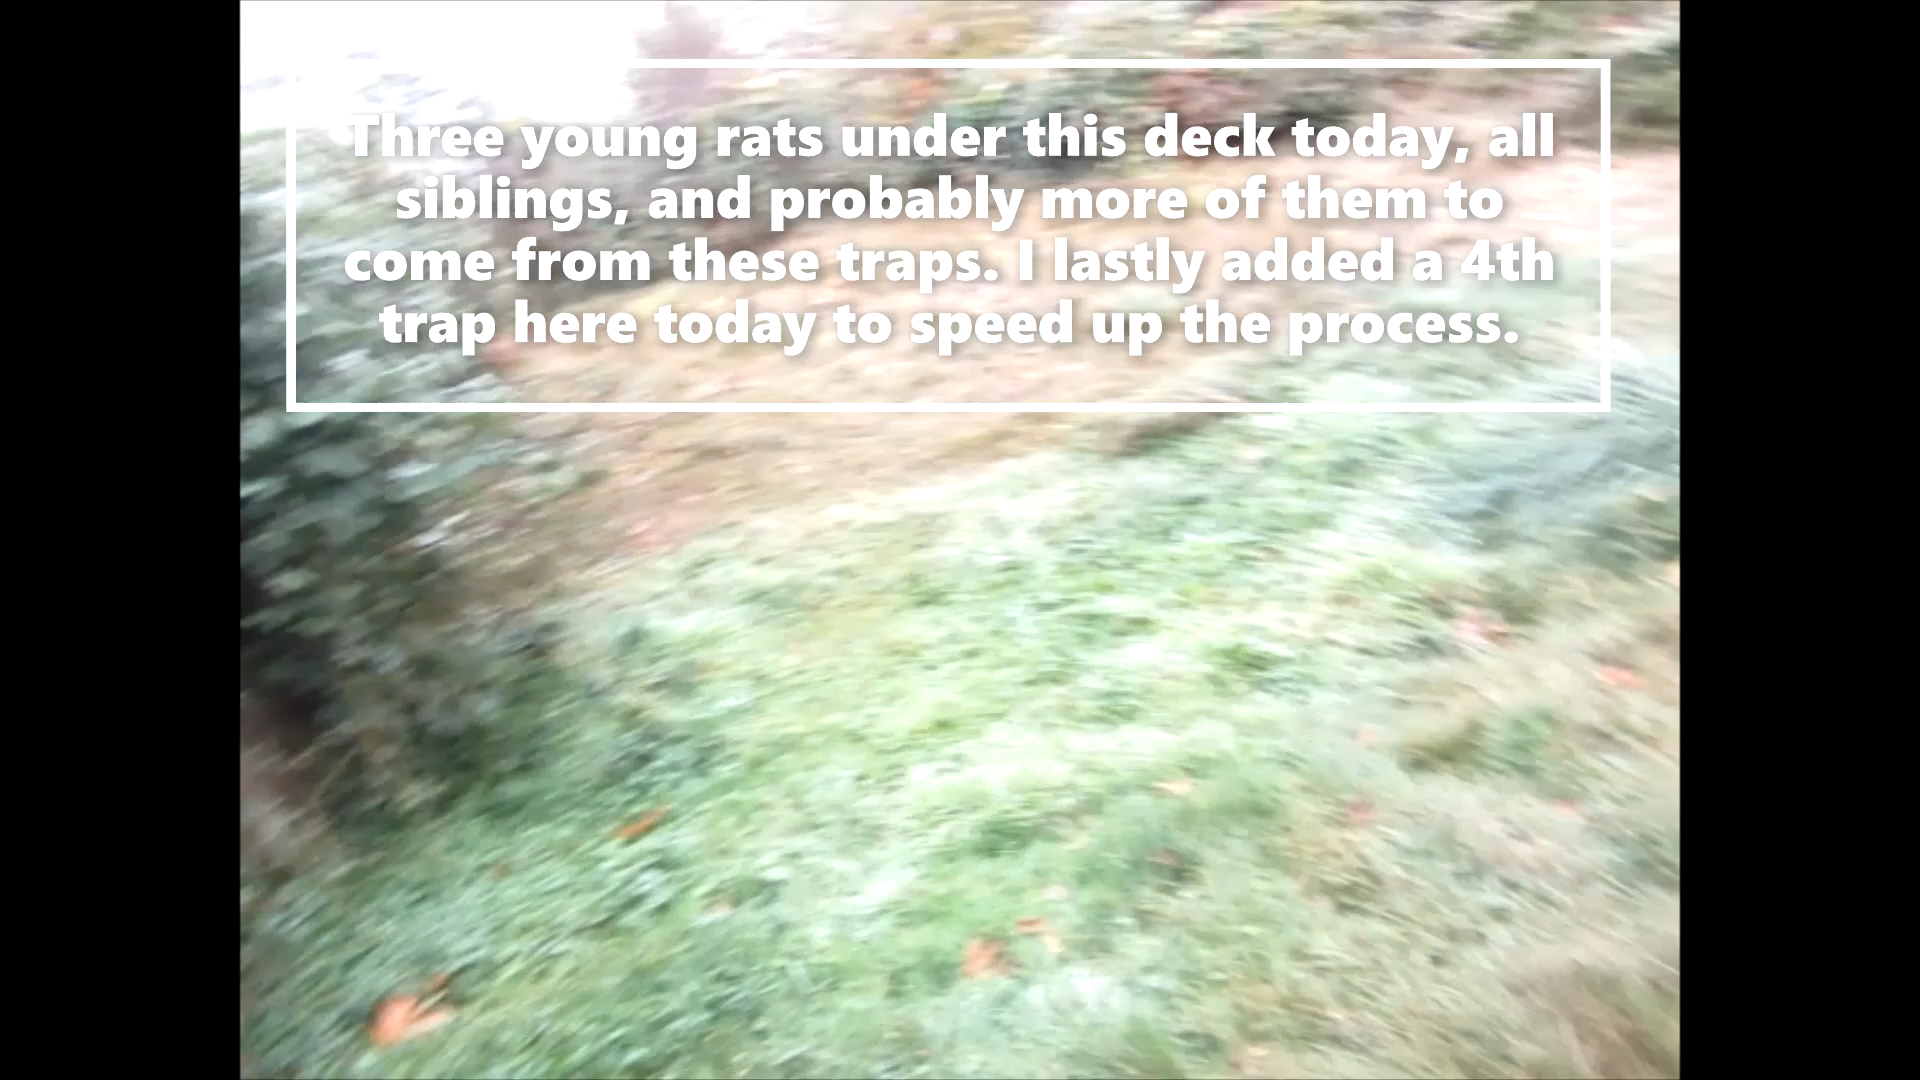 Three young rats under this deck today, all
siblings, and probably more of them to
come from these traps. I lastly added a 4th
trap here today to speed up the process.